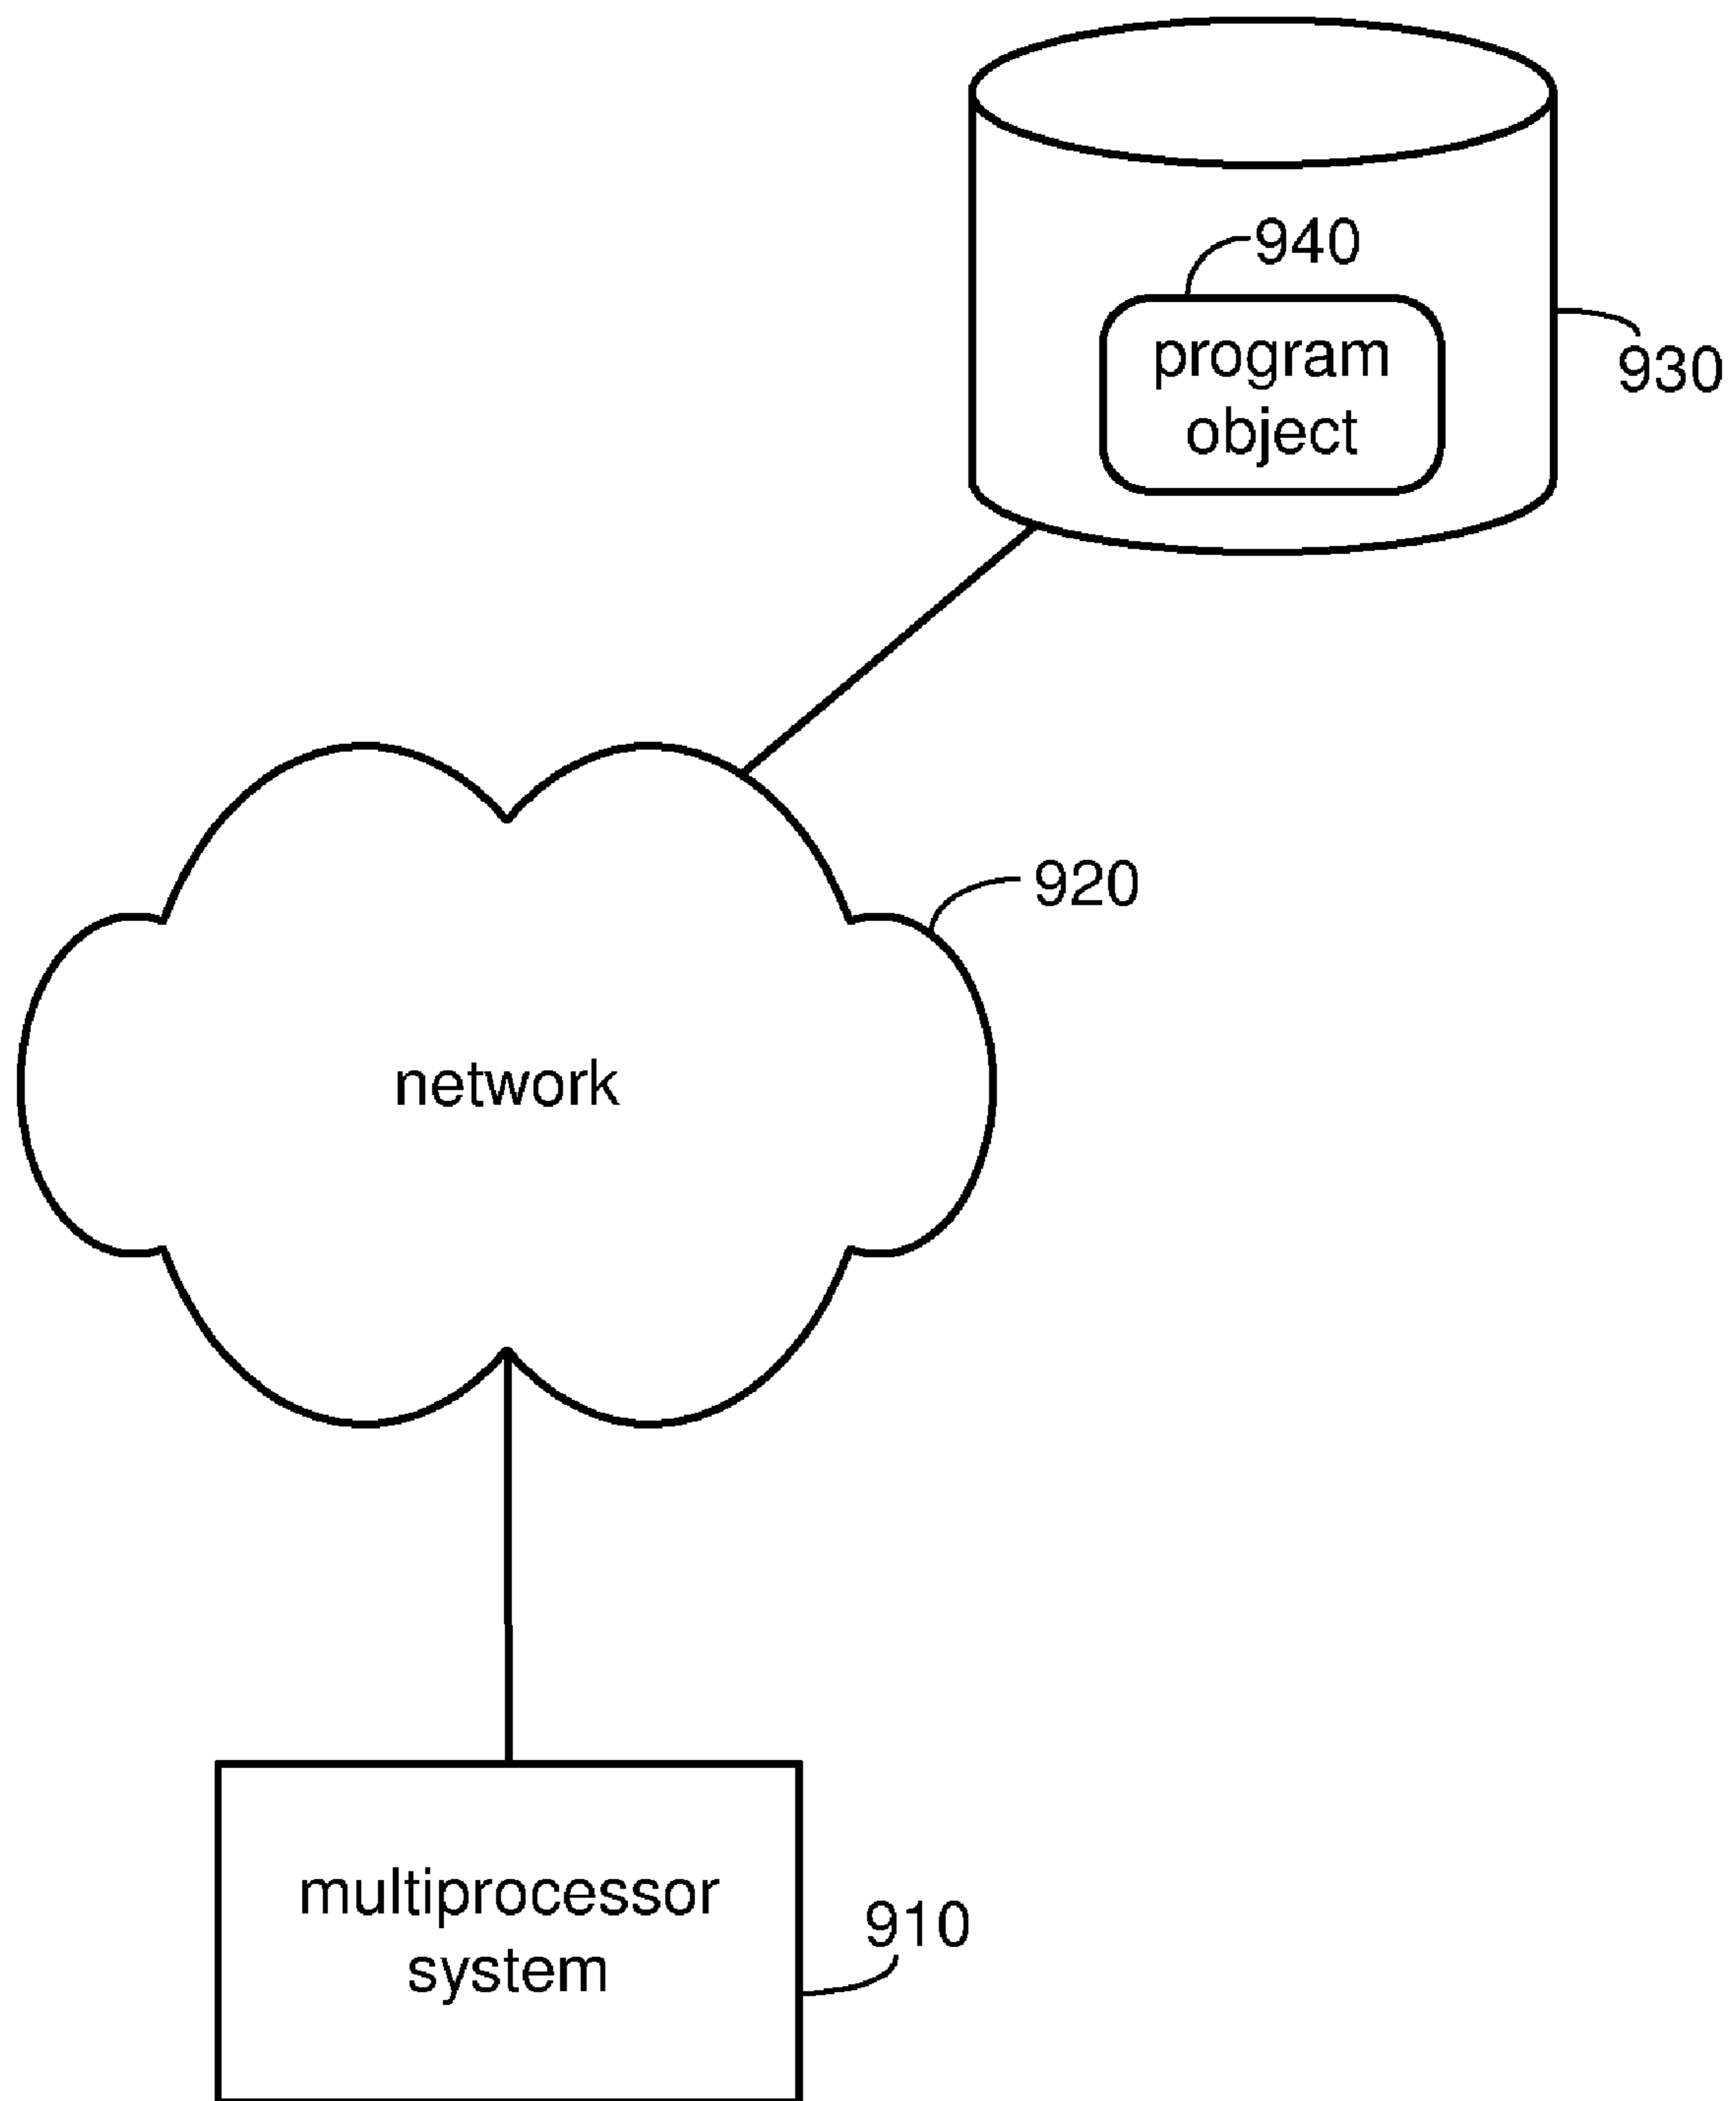 940
program
object
930
920
network
multiprocessor
system
910